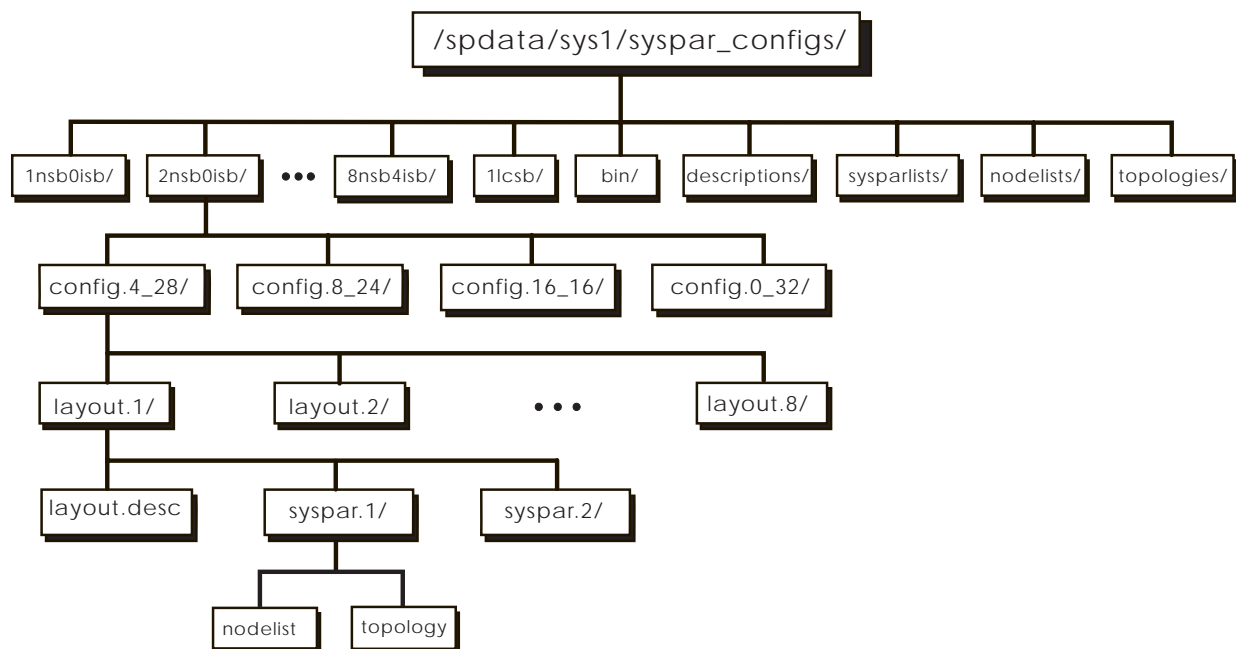 /spdata/sys1/syspar_configs/
1nsb0isb/ 2nsb0isb/ ••• 8nsb4isb/ 1lcsb/ bin/ descriptions/ sysparlists/ nodelists/ topologies/
config.4_28/ config.8_24/ config.16_16/ config.0_32/
layout.1/ layout.2/ ••• layout.8/
layout.desc syspar.1/ syspar.2/
nodelist topology